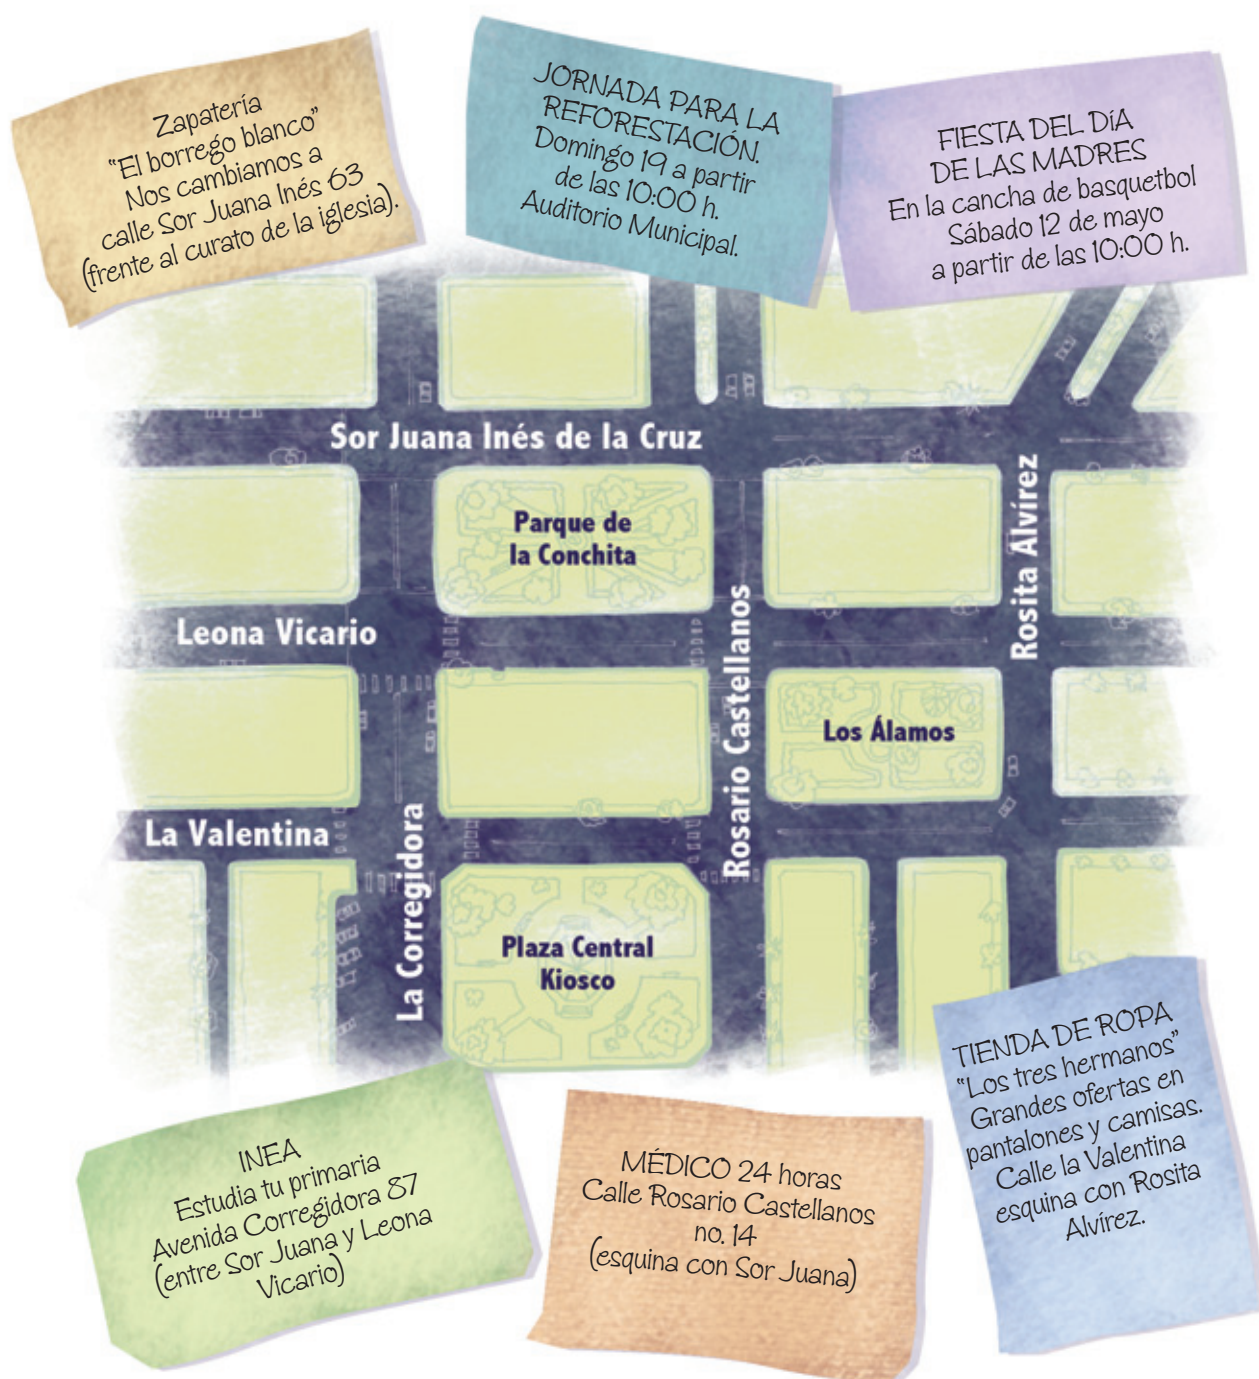 Zapatería
"El borrego blanco"
Nos cambiamos a
calle Sor Juana Inés 63
(frente al curato de la iglesia).
JORNADA PARA LA
REFORESTACIÓN.
Domingo 19 a partir
de las 10:00 h.
Auditorio Municipal.
FIESTA DEL DÍA
DE LAS MADRES
En la cancha de basquetbol
Sábado 12 de mayo
a partir de las 10:00 h.
Sor Juana Inés de la Cruz
Parque de
la Conchita
Rosita Alvírez
Leona Vicario
Rosario Castellanos
Los Álamos
La Valentina
La Corregidora
Plaza Central
Kiosco
INEA
Estudia tu primaria
Avenida Corregidora 87
(entre Sor Juana y Leona
Vicario)
MÉDICO 24 horas
Calle Rosario Castellanos
no. 14
(esquina con Sor Juana)
TIENDA DE ROPA
"Los tres hermanos"
Grandes ofertas en
pantalones y camisas.
Calle la Valentina
esquina con Rosita
Alvírez.